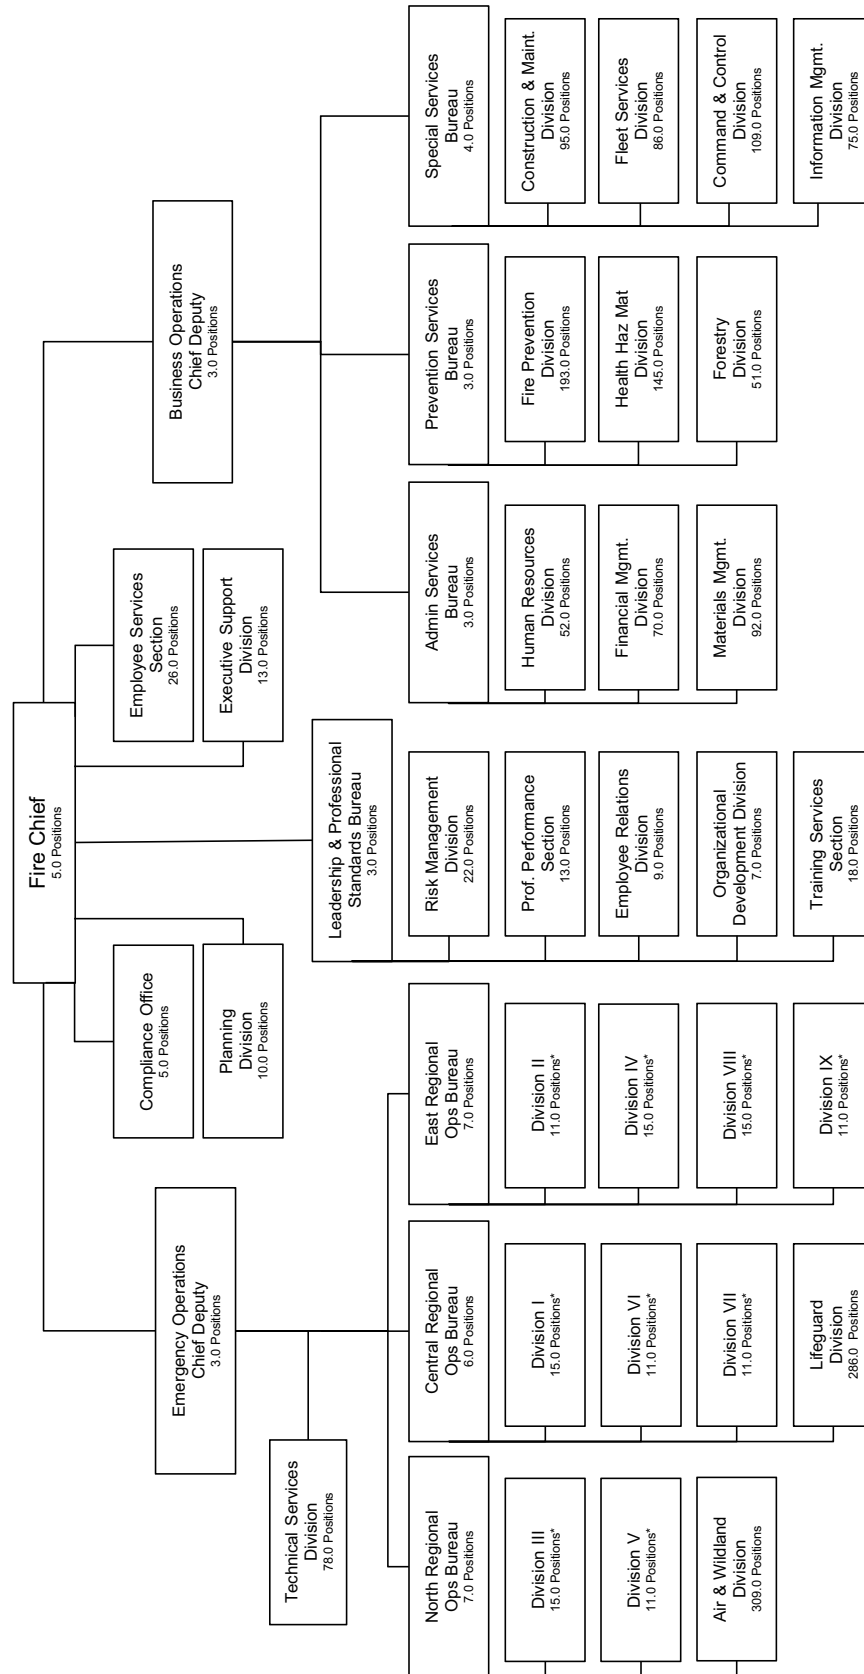 Fire Chief
5.0 Positions
Compliance Office
5.0 Positions
Planning
Division
10.0 Positions
Employee Services
Section
26.0 Positions
Executive Support
Division
13.0 Positions
Emergency Operations
Chief Deputy
3.0 Positions
Business Operations
Chief Deputy
3.0 Positions
Technical Services
Division
78.0 Positions
Leadership & Professional
Standards Bureau
3.0 Positions
North Regional
Ops Bureau
7.0 Positions
Division III
15.0 Positions*
Division V
11.0 Positions*
Air & Wildland
Division
309.0 Positions
Central Regional
Ops Bureau
6.0 Positions
Division I
15.0 Positions*
Division VI
11.0 Positions*
Division VII
11.0 Positions*
Lifeguard
Division
286.0 Positions
East Regional
Ops Bureau
7.0 Positions
Division II
11.0 Positions*
Division IV
15.0 Positions*
Division VIII
15.0 Positions*
Division IX
11.0 Positions*
Risk Management
Division
22.0 Positions
Prof. Performance
Section
13.0 Positions
Employee Relations
Division
9.0 Positions
Organizational
Development Division
7.0 Positions
Training Services
Section
18.0 Positions
Admin Services
Bureau
3.0 Positions
Human Resources
Division
52.0 Positions
Financial Mgmt.
Division
70.0 Positions
Materials Mgmt.
Division
92.0 Positions
Prevention Services
Bureau
3.0 Positions
Fire Prevention
Division
193.0 Positions
Health Haz Mat
Division
145.0 Positions
Forestry
Division
51.0 Positions
Special Services
Bureau
4.0 Positions
Construction & Maint.
Division
95.0 Positions
Fleet Services
Division
86.0 Positions
Command & Control
Division
109.0 Positions
Information Mgmt.
Division
75.0 Positions